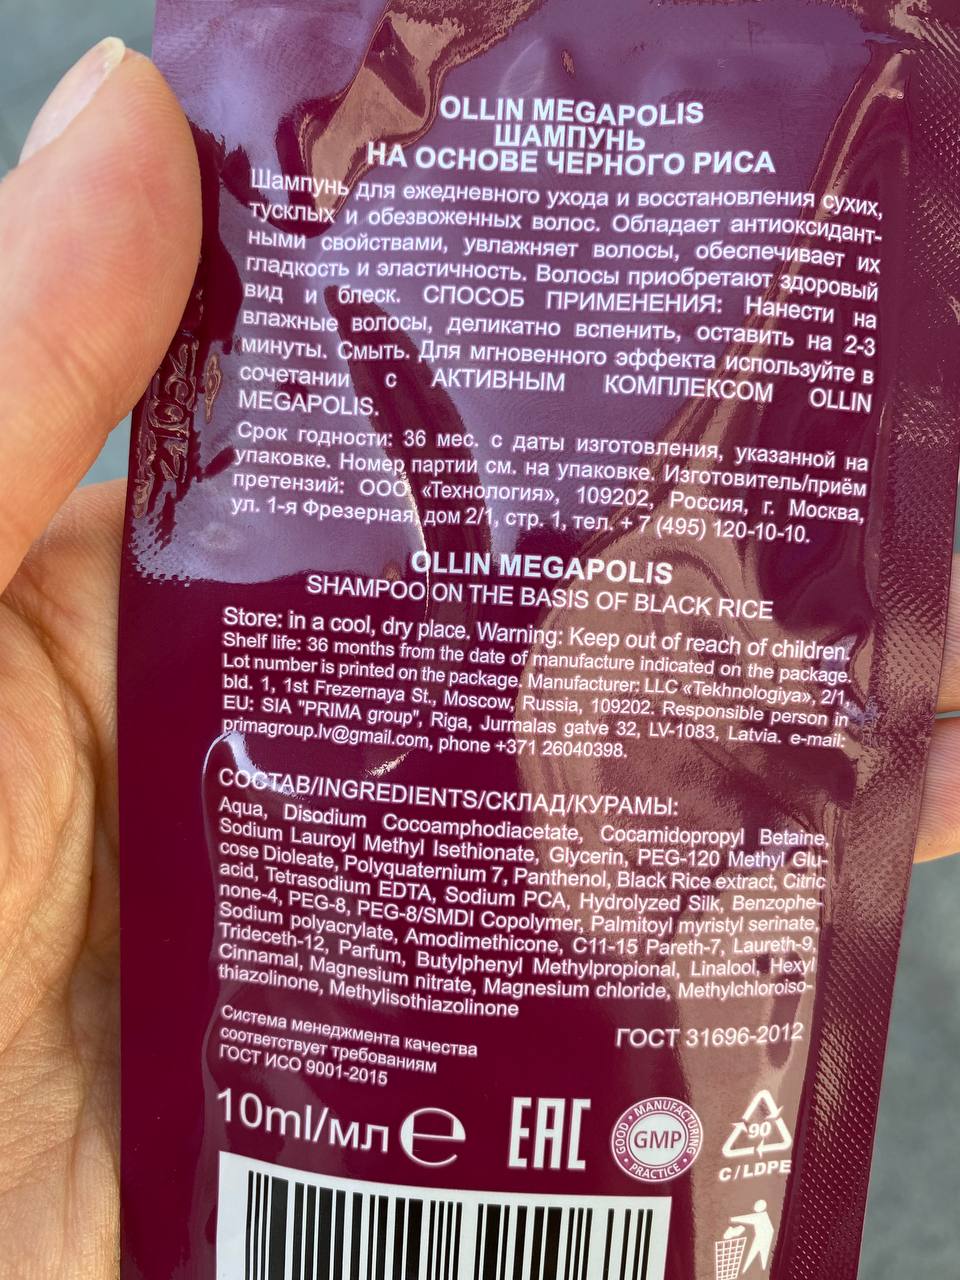 OLLIN MEGAPOLIS
ШАМПУНЬ
НА ОСНОВЕ ЧЕРНОГО РИСА
Шампунь для ежедневного ухода и восстановления сухих,
тусклых и обезвоженных волос. Обладает антиоксидант-
ными свойствами, увлажняет волосы, обеспечивает их
гладкость и эластичность. Волосы приобретают здоровый
вид и блеск. СПОСОБ ПРИМЕНЕНИЯ: Нанести на
влажные волосы, деликатно вспенить, оставить на 2-3
минуты. Смыть. Для мгновенного эффекта используйте в
сочетании с АКТИВНЫМ КОМПЛЕКСОМ OLLIN
MEGAPOLIS.
Срок годности: 36 мес. с даты изготовления, указанной на
упаковке. Номер партии см. на упаковке. Изготовитель/приём
претензий: ООО «Технология», 109202, Россия, г. Москва,
ул. 1-я Фрезерная, дом 2/1, стр. 1, тел. + 7 (495) 120-10-10.
OLLIN MEGAPOLIS
SHAMPOO ON THE BASIS OF BLACK RICE
Store: in a cool, dry place. Warning: Keep out of reach of children.
Shelf life: 36 months from the date of manufacture indicated on the package.
Lot number is printed on the package. Manufacturer: LLC «Tekhnologiya», 2/1,
bld. 1, 1st Frezernaya St., Moscow, Russia, 109202. Responsible person in
EU: SIA "PRIMA group", Riga, Jurmalas gatve 32, LV-1083, Latvia. e-mail:
primagroup.lv@gmail.com, phone +371 26040398.
СОСТАВ/INGREDIENTS/СКЛАД/КУРАМЫ:
Aqua, Disodium Cocoamphodiacetate, Cocamidopropyl Betaine,
Sodium Lauroyl Methyl Isethionate, Glycerin, PEG-120 Methyl Glu-
cose Dioleate, Polyquaternium 7, Panthenol, Black Rice extract, Citric
acid, Tetrasodium EDTA, Sodium PCA, Hydrolyzed Silk, Benzophe-
none-4, PEG-8, PEG-8/SMDI Copolymer, Palmitoyl myristyl serinate,
Sodium polyacrylate, Amodimethicone, C11-15 Pareth-7, Laureth-9,
Trideceth-12, Parfum, Butylphenyl Methylpropional, Linalool, Hexyl
Cinnamal, Magnesium nitrate, Magnesium chloride, Methylchloroiso-
thiazolinone, Methylisothiazolinone
Система менеджмента качества
соответствует требованиям
ГОСТ ИСО 9001-2015
ГОСТ 31696-2012
10ml/мл e
EAC
GOOD • MANUFACTURING • PRACTICE
GMP
90
C/LDPE